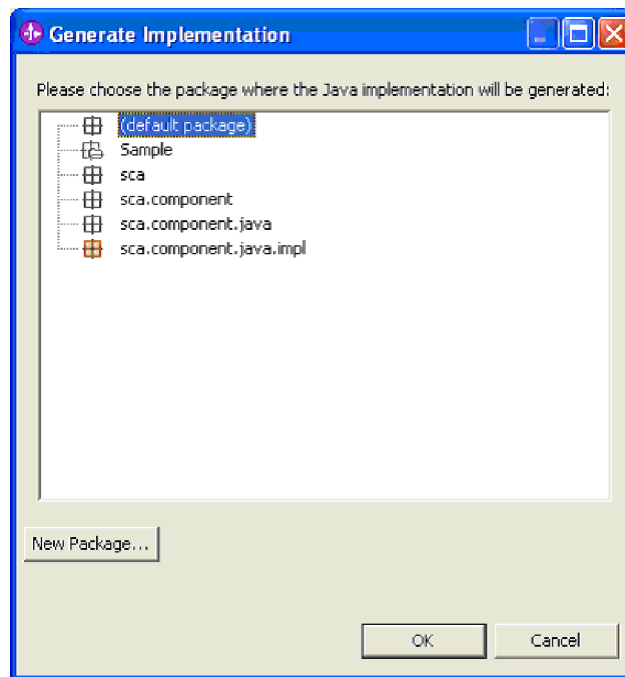 Generate Implementation
Please choose the package where the Java implementation will be generated:
(default package)
Sample
sca
sca.component
sca.component.java
sca.component.java.impl
New Package...
OK
Cancel